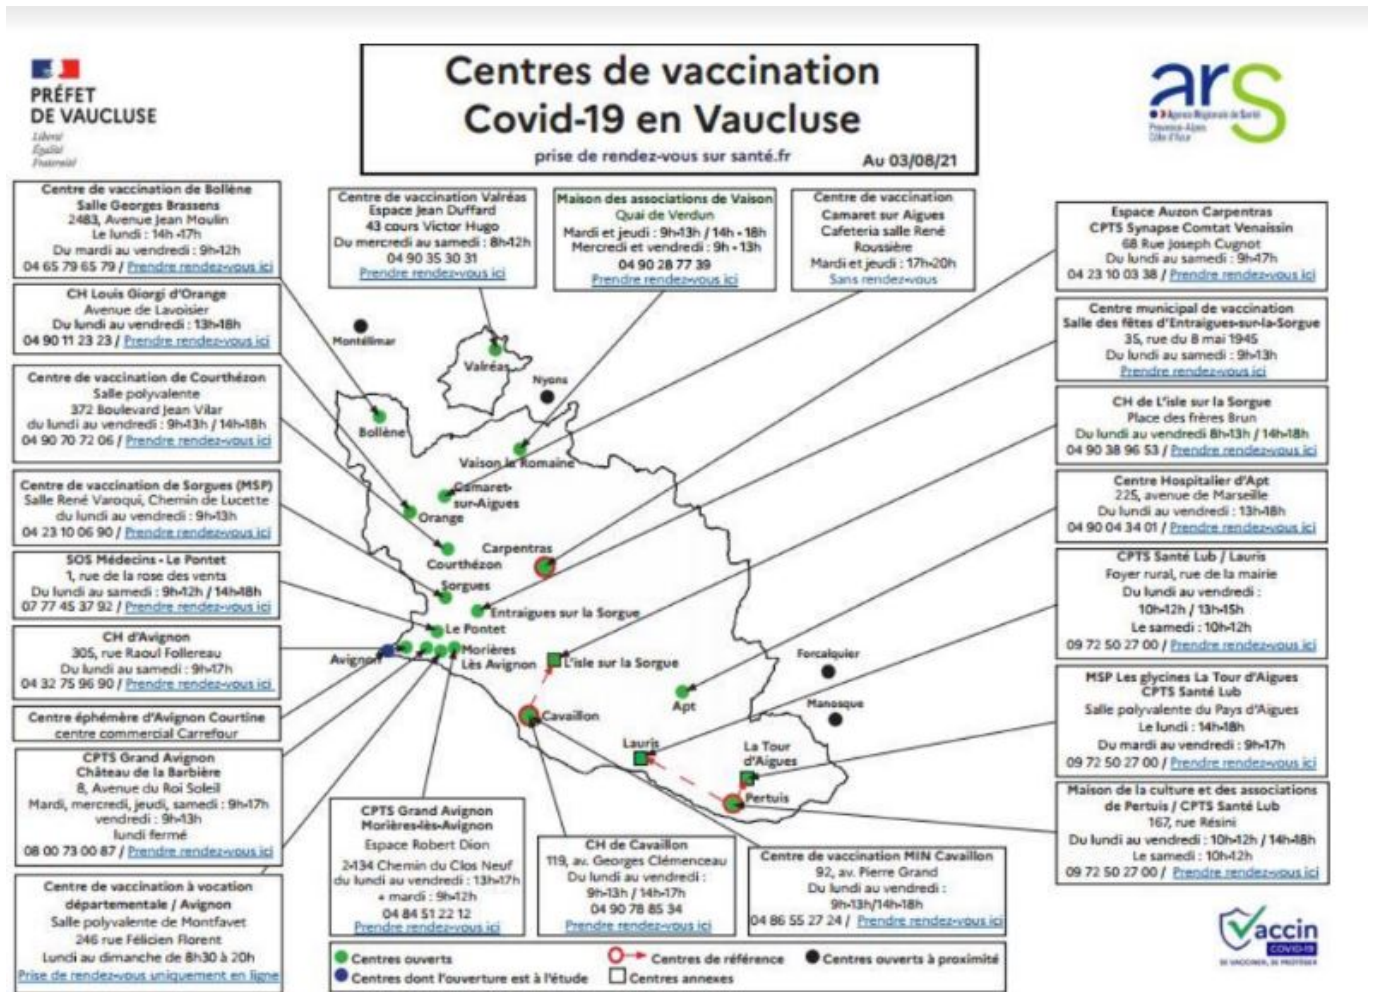 PRÉFET
DE VAUCLUSE
Liberté
Égalité
Fraternité
Centres de vaccination
Covid-19 en Vaucluse
prise de rendez-vous sur santé.fr
Au 03/08/21
ars
Agence Régionale de Santé
Provence-Alpes
Côte d'Azur
Centre de vaccination de Bollène
Salle Georges Brassens
2483, Avenue Jean Moulin
Le lundi : 14h -17h
Du mardi au vendredi : 9h-12h
04 65 79 65 79 / Prendre rendez-vous ici
CH Louis Giorgi d'Orange
Avenue de Lavoisier
Du lundi au vendredi : 13h-18h
04 90 11 23 23 / Prendre rendez-vous ici
Centre de vaccination de Courthézon
Salle polyvalente
372 Boulevard Jean Vilar
du lundi au vendredi : 9h-13h / 14h-18h
04 90 70 72 06 / Prendre rendez-vous ici
Centre de vaccination de Sorgues (MSP)
Salle René Varoqui, Chemin de Lucette
du lundi au vendredi : 9h-13h
04 23 10 06 90 / Prendre rendez-vous ici
SOS Médecins - Le Pontet
1, rue de la rose des vents
Du lundi au samedi : 9h-12h / 14h-18h
07 77 45 37 92 / Prendre rendez-vous ici
CH d'Avignon
305, rue Raoul Follereau
Du lundi au samedi : 9h-17h
04 32 75 96 90 / Prendre rendez-vous ici
Centre éphémère d'Avignon Courtine
centre commercial Carrefour
CPTS Grand Avignon
Château de la Barbière
8, Avenue du Roi Soleil
Mardi, mercredi, jeudi, samedi : 9h-17h
vendredi : 9h-13h
lundi fermé
08 00 73 00 87 / Prendre rendez-vous ici
Centre de vaccination à vocation
départementale / Avignon
Salle polyvalente de Montfavet
246 rue Félicien Florent
Lundi au dimanche de 8h30 à 20h
Prise de rendez-vous uniquement en ligne
Centre de vaccination Valréas
Espace Jean Duffard
43 cours Victor Hugo
Du mercredi au samedi : 8h-12h
04 90 35 30 31
Prendre rendez-vous ici
Maison des associations de Vaison
Quai de Verdun
Mardi et jeudi : 9h-13h / 14h - 18h
Mercredi et vendredi : 9h - 13h
04 90 28 77 39
Prendre rendez-vous ici
Centre de vaccination
Camaret sur Aigues
Cafeteria salle René
Roussière
Mardi et jeudi : 17h-20h
Sans rendez-vous
Espace Auzon Carpentras
CPTS Synapse Comtat Venaissin
68 Rue Joseph Cugnot
Du lundi au samedi : 9h-17h
04 23 10 03 38 / Prendre rendez-vous ici
Centre municipal de vaccination
Salle des fêtes d'Entraigues-sur-la-Sorgue
35, rue du 8 mai 1945
Du lundi au samedi : 9h-13h
Prendre rendez-vous ici
CH de L'isle sur la Sorgue
Place des frères Brun
Du lundi au vendredi 8h-13h / 14h-18h
04 90 38 96 53 / Prendre rendez-vous ici
Centre Hospitalier d'Apt
225, avenue de Marseille
Du lundi au vendredi : 13h-18h
04 90 04 34 01 / Prendre rendez-vous ici
CPTS Santé Lub / Lauris
Foyer rural, rue de la mairie
Du lundi au vendredi :
10h-12h / 13h-15h
Le samedi : 10h-12h
09 72 50 27 00 / Prendre rendez-vous ici
MSP Les glycines La Tour d'Aigues
CPTS Santé Lub
Salle polyvalente du Pays d'Aigues
Le lundi : 14h-18h
Du mardi au vendredi : 9h-17h
09 72 50 27 00 / Prendre rendez-vous ici
Maison de la culture et des associations
de Pertuis / CPTS Santé Lub
167, rue Résini
Du lundi au vendredi : 10h-12h / 14h-18h
Le samedi : 10h-12h
09 72 50 27 00 / Prendre rendez-vous ici
Montélimar
Valréas
Nyons
Bollène
Vaison la Romaine
Camaret-
sur-Aigues
Orange
Carpentras
Courthézon
Sorgues
Entraigues sur la Sorgue
Le Pontet
Avignon
Morières
Lès Avignon
L'isle sur la Sorgue
Forcalquier
Apt
Manosque
Cavaillon
Lauris
La Tour
d'Aigues
Pertuis
CPTS Grand Avignon
Morières-lès-Avignon
Espace Robert Dion
2-134 Chemin du Clos Neuf
du lundi au vendredi : 13h-17h
+ mardi : 9h-12h
04 84 51 22 12
Prendre rendez-vous ici
CH de Cavaillon
119, av. Georges Clémenceau
Du lundi au vendredi :
9h-13h / 14h-17h
04 90 78 85 34
Prendre rendez-vous ici
Centre de vaccination MIN Cavaillon
92, av. Pierre Grand
Du lundi au vendredi :
9h-13h/14h-18h
04 86 55 27 24 / Prendre rendez-vous ici
Centres ouverts
Centres de référence
Centres ouverts à proximité
Centres dont l'ouverture est à l'étude
Centres annexes
Vaccin
COVID-19
SE VACCINER, SE PROTÉGER